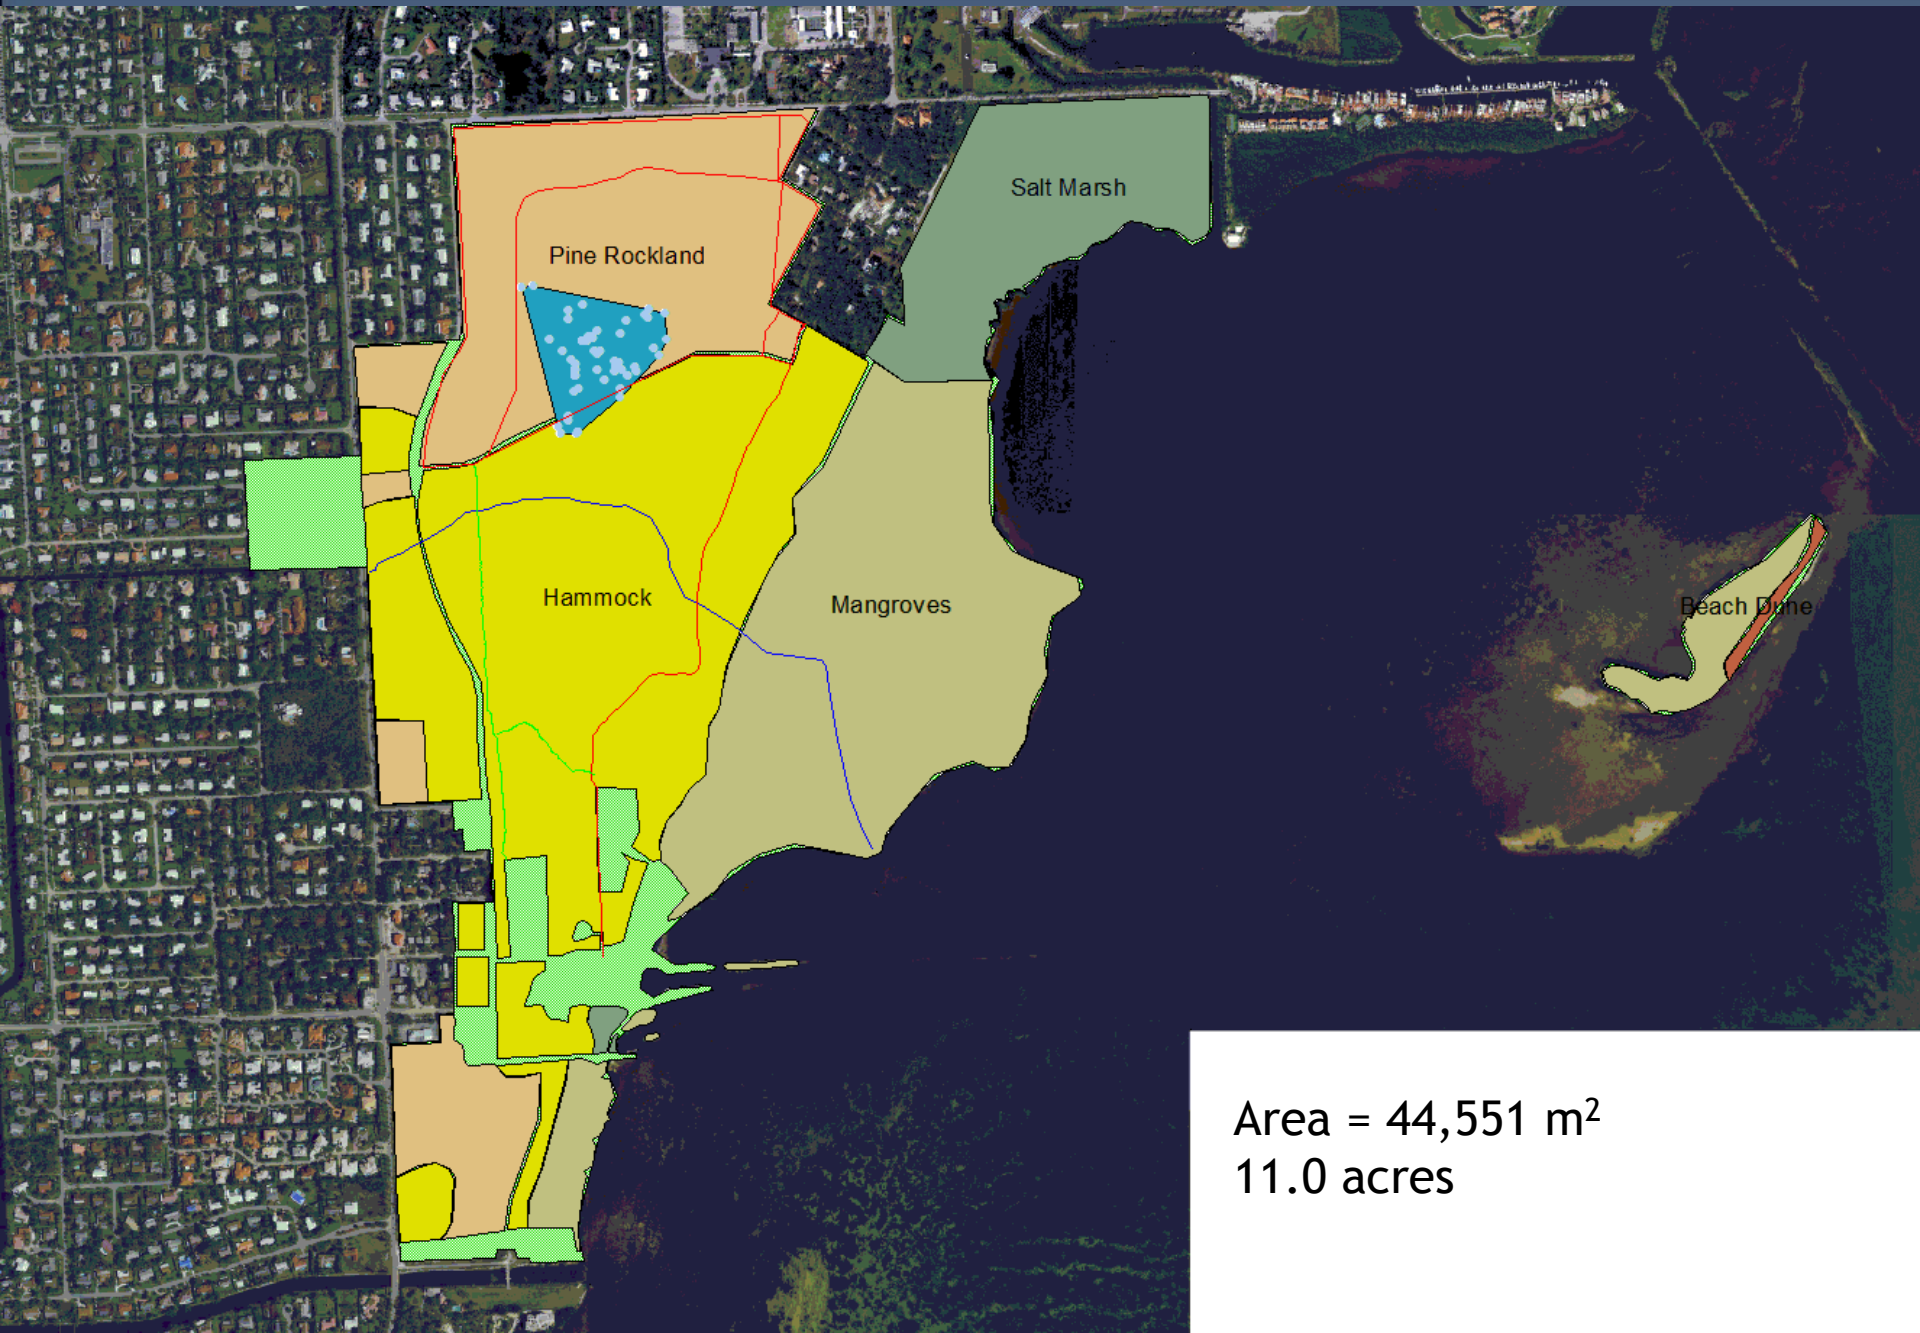 Salt Marsh
Pine Rockland
Hammock
Mangroves
Beach Dune
Area = 44,551 m²
11.0 acres